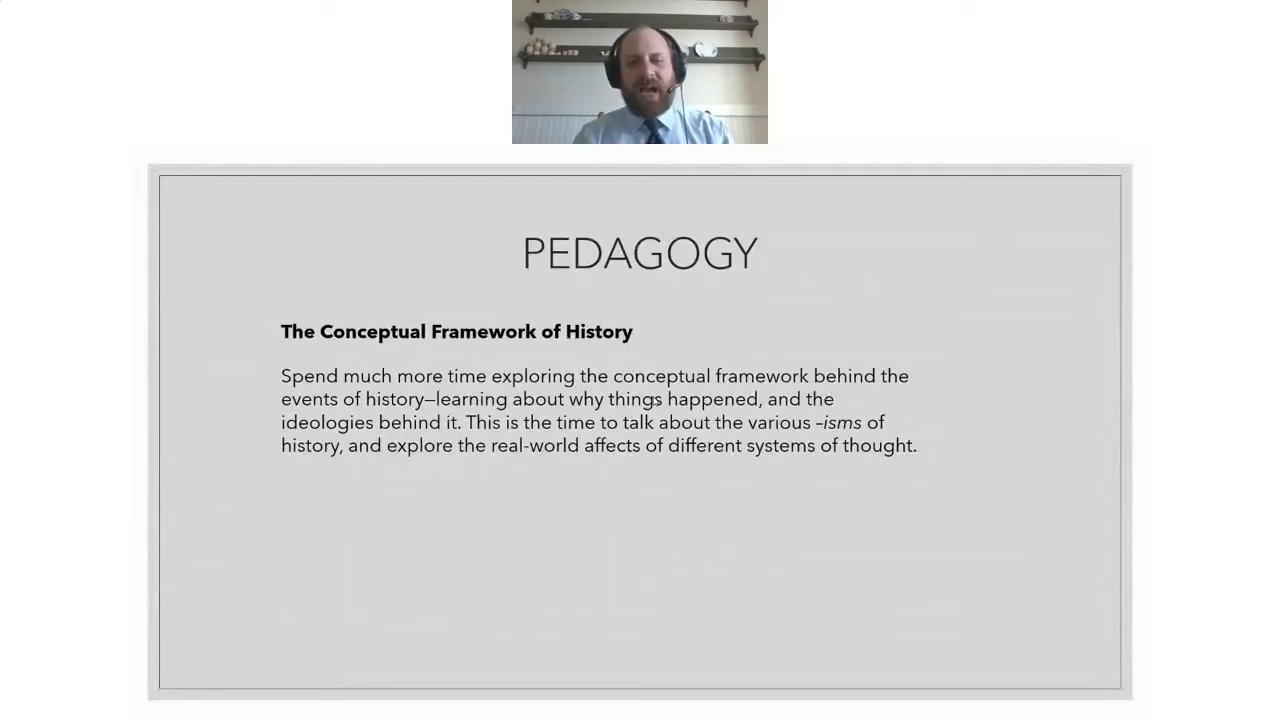 PEDAGOGY
The Conceptual Framework of History
Spend much more time exploring the conceptual framework behind the
events of history—learning about why things happened, and the
ideologies behind it. This is the time to talk about the various –isms of
history, and explore the real-world affects of different systems of thought.